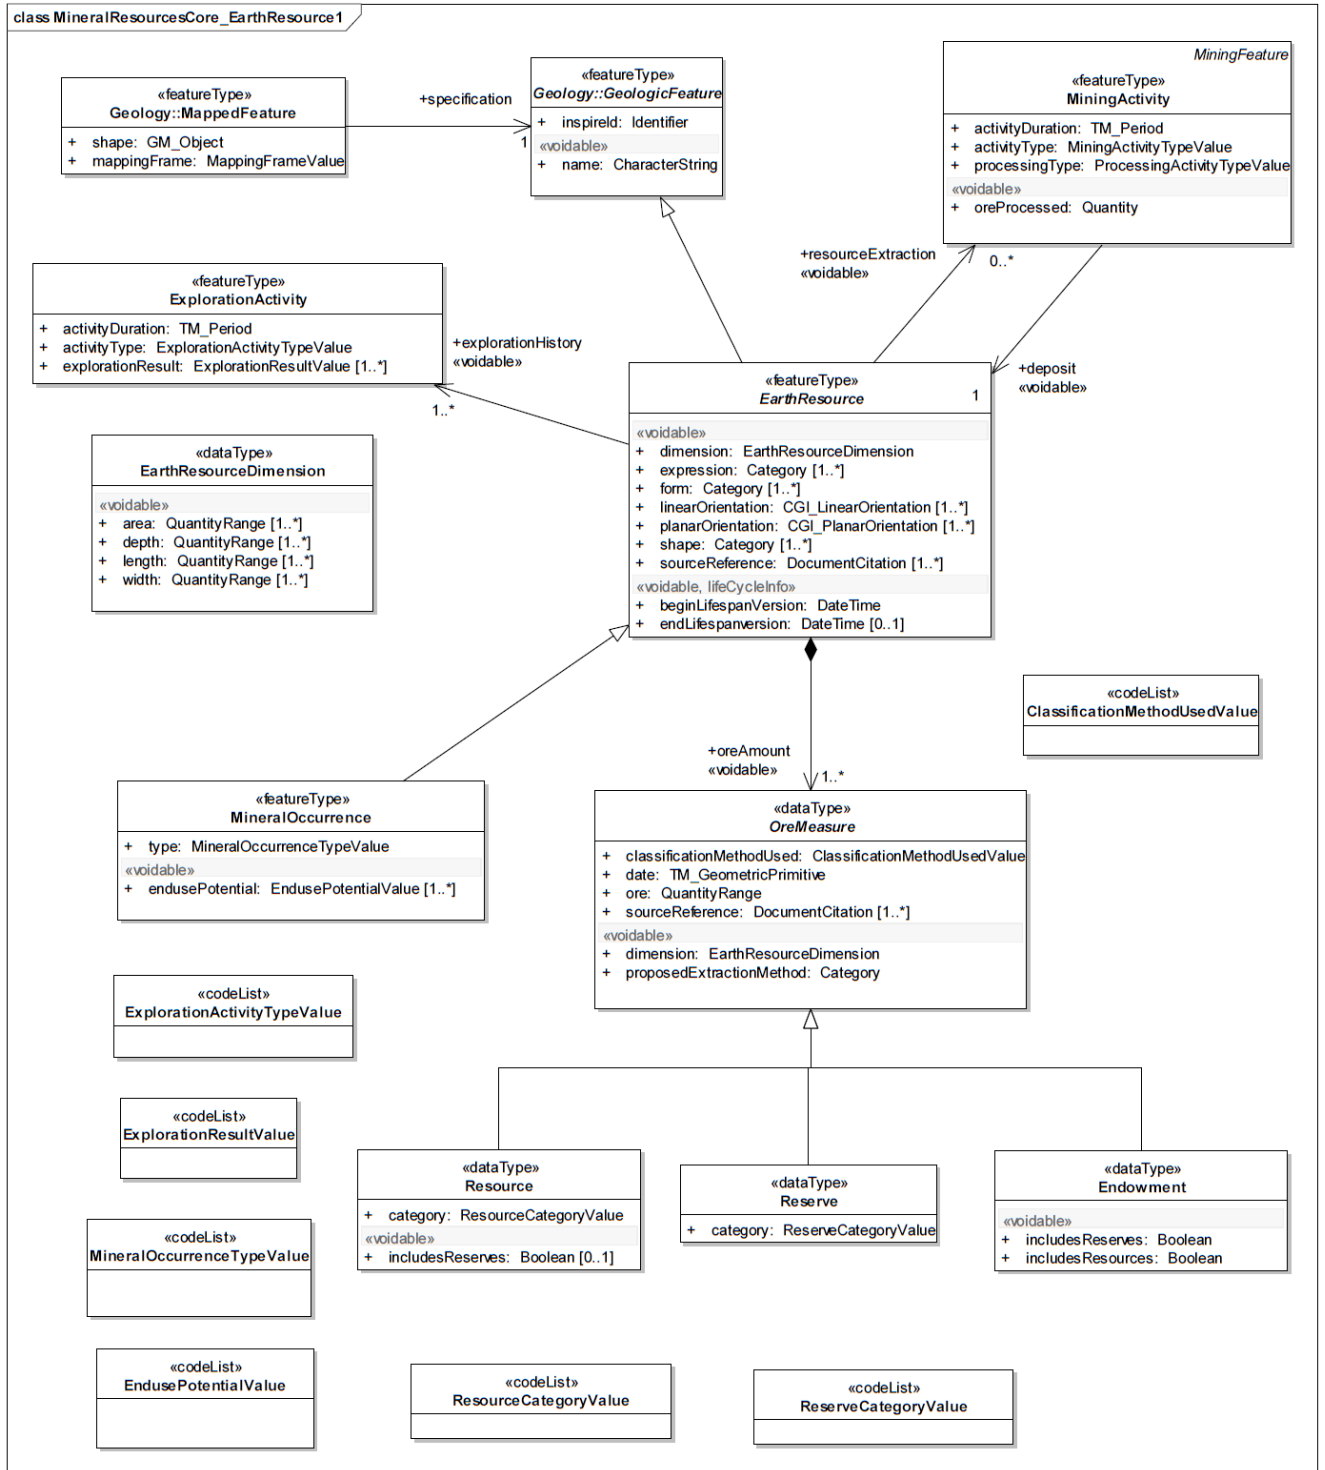 class MineralResourcesCore_EarthResource1
«featureType»
Geology::MappedFeature
+ shape: GM_Object
+ mappingFrame: MappingFrameValue
+specification
1
«featureType»
Geology::GeologicFeature
+ inspireId: Identifier
«voidable»
+ name: CharacterString
MiningFeature
«featureType»
MiningActivity
+ activityDuration: TM_Period
+ activityType: MiningActivityTypeValue
+ processingType: ProcessingActivityTypeValue
«voidable»
+ oreProcessed: Quantity
+resourceExtraction
«voidable»
0..*
«featureType»
ExplorationActivity
+ activityDuration: TM_Period
+ activityType: ExplorationActivityTypeValue
+ explorationResult: ExplorationResultValue [1..*]
+explorationHistory
«voidable»
1..*
+deposit
«voidable»
«featureType»
EarthResource
1
«voidable»
+ dimension: EarthResourceDimension
+ expression: Category [1..*]
+ form: Category [1..*]
+ linearOrientation: CGI_LinearOrientation [1..*]
+ planarOrientation: CGI_PlanarOrientation [1..*]
+ shape: Category [1..*]
+ sourceReference: DocumentCitation [1..*]
«voidable, lifeCycleInfo»
+ beginLifespanVersion: DateTime
+ endLifespanversion: DateTime [0..1]
«dataType»
EarthResourceDimension
«voidable»
+ area: QuantityRange [1..*]
+ depth: QuantityRange [1..*]
+ length: QuantityRange [1..*]
+ width: QuantityRange [1..*]
«codeList»
ClassificationMethodUsedValue
+oreAmount
«voidable»
1..*
«featureType»
MineralOccurrence
+ type: MineralOccurrenceTypeValue
«voidable»
+ endusePotential: EndusePotentialValue [1..*]
«dataType»
OreMeasure
+ classificationMethodUsed: ClassificationMethodUsedValue
+ date: TM_GeometricPrimitive
+ ore: QuantityRange
+ sourceReference: DocumentCitation [1..*]
«voidable»
+ dimension: EarthResourceDimension
+ proposedExtractionMethod: Category
«codeList»
ExplorationActivityTypeValue
«codeList»
ExplorationResultValue
«dataType»
Resource
+ category: ResourceCategoryValue
«voidable»
+ includesReserves: Boolean [0..1]
«dataType»
Reserve
+ category: ReserveCategoryValue
«dataType»
Endowment
«voidable»
+ includesReserves: Boolean
+ includesResources: Boolean
«codeList»
MineralOccurrenceTypeValue
«codeList»
EndusePotentialValue
«codeList»
ResourceCategoryValue
«codeList»
ReserveCategoryValue